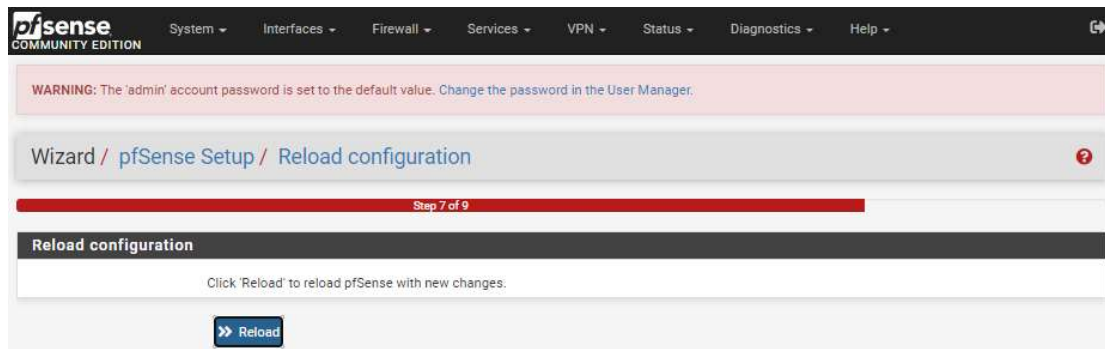 pfsense System Interfaces Firewall Services VPN Status Diagnostics Help
COMMUNITY EDITION
WARNING: The 'admin' account password is set to the default value. Change the password in the User Manager.
Wizard / pfSense Setup / Reload configuration
Step 7 of 9
Reload configuration
Click 'Reload' to reload pfSense with new changes.
Reload